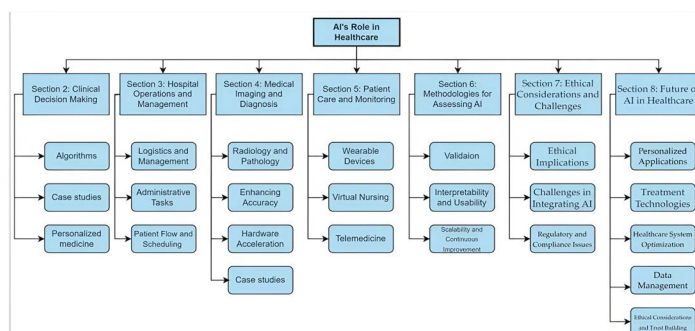 AI's Role in
Healthcare
Section 2: Clinical
Decision Making
Section 3: Hospital
Operations and
Management
Section 4: Medical
Imaging and
Diagnosis
Section 5: Patient
Care and Monitoring
Section 6:
Methodologies for
Assessing AI
Section 7: Ethical
Considerations and
Challenges
Section 8: Future o
AI in Healthcare
Algorithms
Case studies
Personalized
medicine
Logistics and
Management
Administrative
Tasks
Patient Flow and
Scheduling
Radiology and
Pathology
Enhancing
Accuracy
Hardware
Acceleration
Case studies
Wearable
Devices
Virtual Nursing
Telemedicine
Validaion
Interpretability
and Usability
Scalability and
Continuous
Improvement
Ethical
Implications
Challenges in
Integrating AI
Regulatory and
Compliance Issues
Personalized
Applications
Treatment
Technologies
Healthcare System
Optimization
Data
Management
Ethical Considerations
and Trust Building